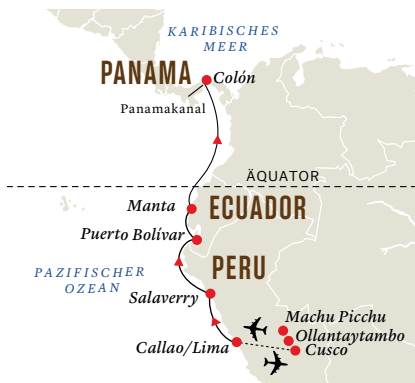 KARIBISCHES
MEER
PANAMA
Colón
Panamakanal
ÄQUATOR
Manta
ECUADOR
Puerto Bolívar
PERU
PAZIFISCHER
OZEAN
Salaverry
Machu Picchu
Ollantaytambo
Callao/Lima
Cusco